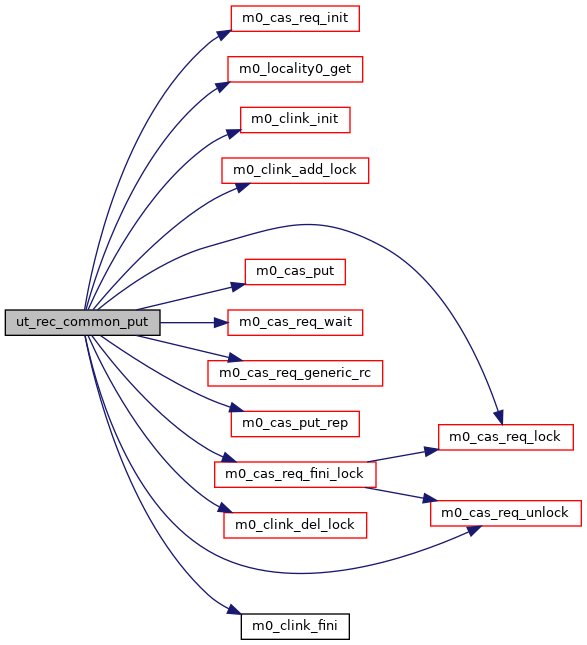 m0_cas_req_init
m0_locality0_get
m0_clink_init
m0_clink_add_lock
m0_cas_put
ut_rec_common_put
m0_cas_req_wait
m0_cas_req_generic_rc
m0_cas_put_rep
m0_cas_req_lock
m0_cas_req_fini_lock
m0_cas_req_unlock
m0_clink_del_lock
m0_clink_fini